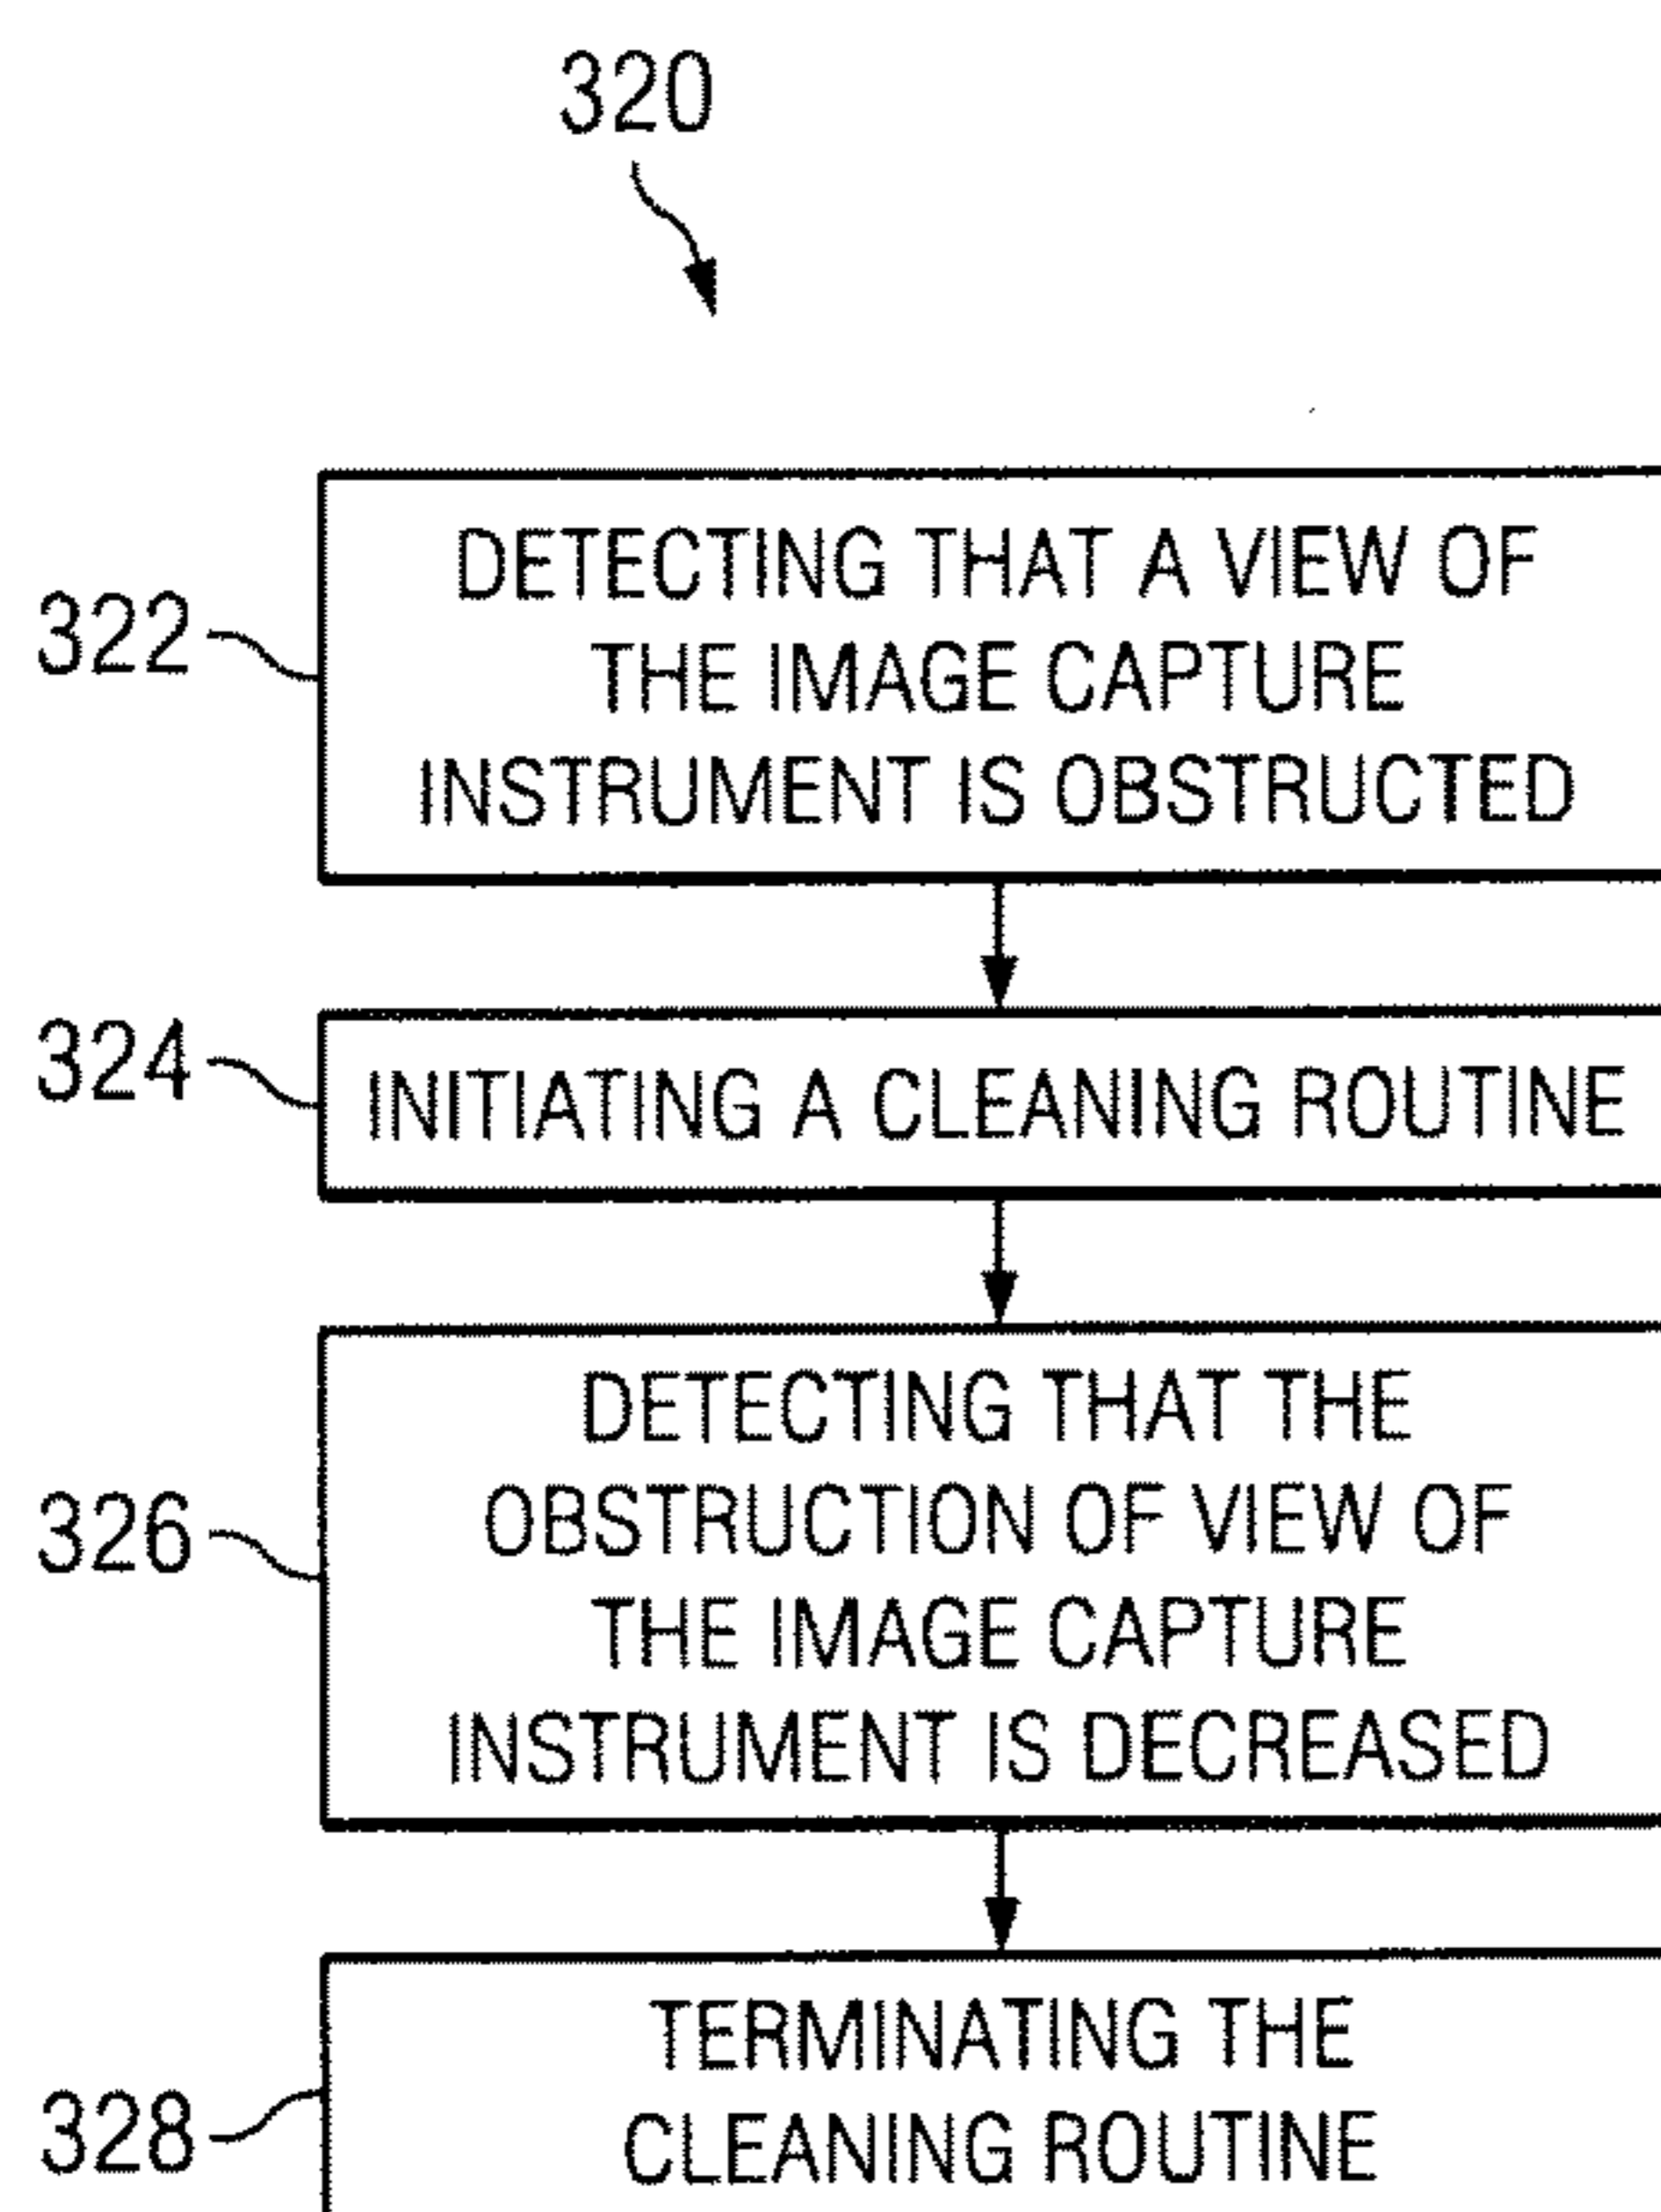 320
322
DETECTING THAT A VIEW OF
THE IMAGE CAPTURE
INSTRUMENT IS OBSTRUCTED
324
INITIATING A CLEANING ROUTINE
326
DETECTING THAT THE
OBSTRUCTION OF VIEW OF
THE IMAGE CAPTURE
INSTRUMENT IS DECREASED
328
TERMINATING THE
CLEANING ROUTINE